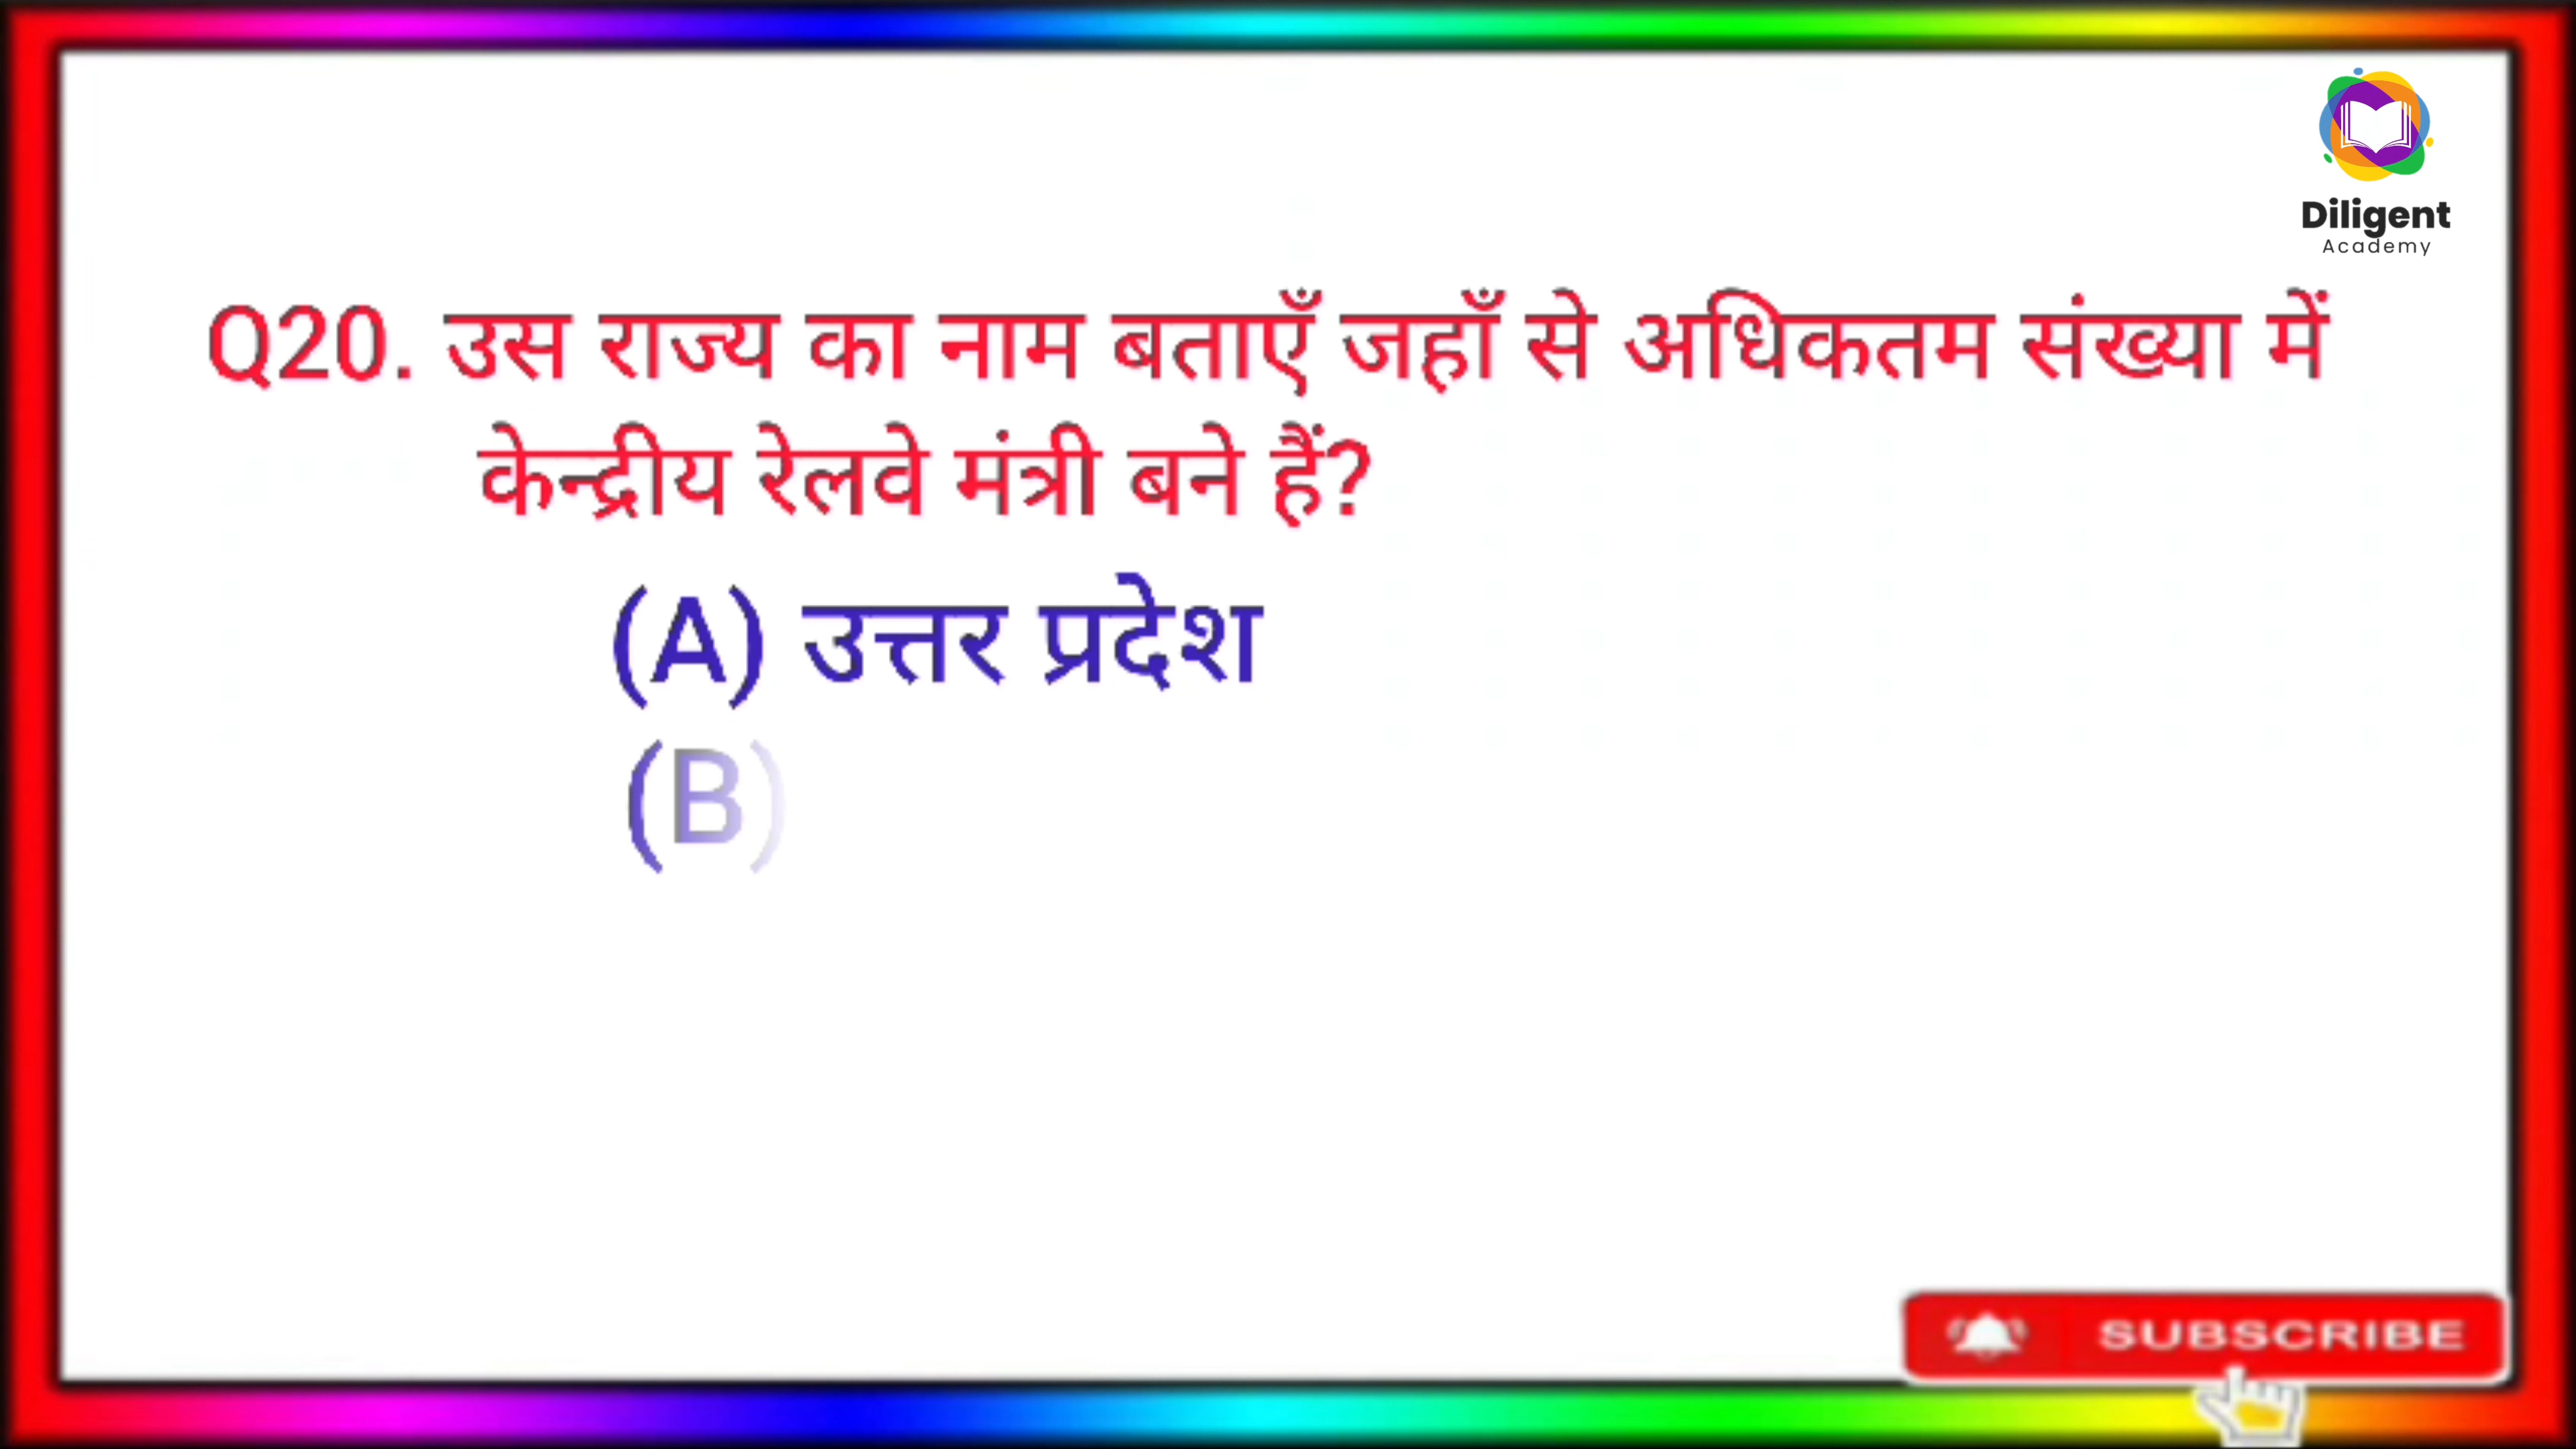 Diligent
Academy
Q20. उस राज्य का नाम बताएँ जहाँ से अधिकतम संख्या में
केन्द्रीय रेलवे मंत्री बने हैं?
(A) उत्तर प्रदेश
(B)
SUBSCRIBE